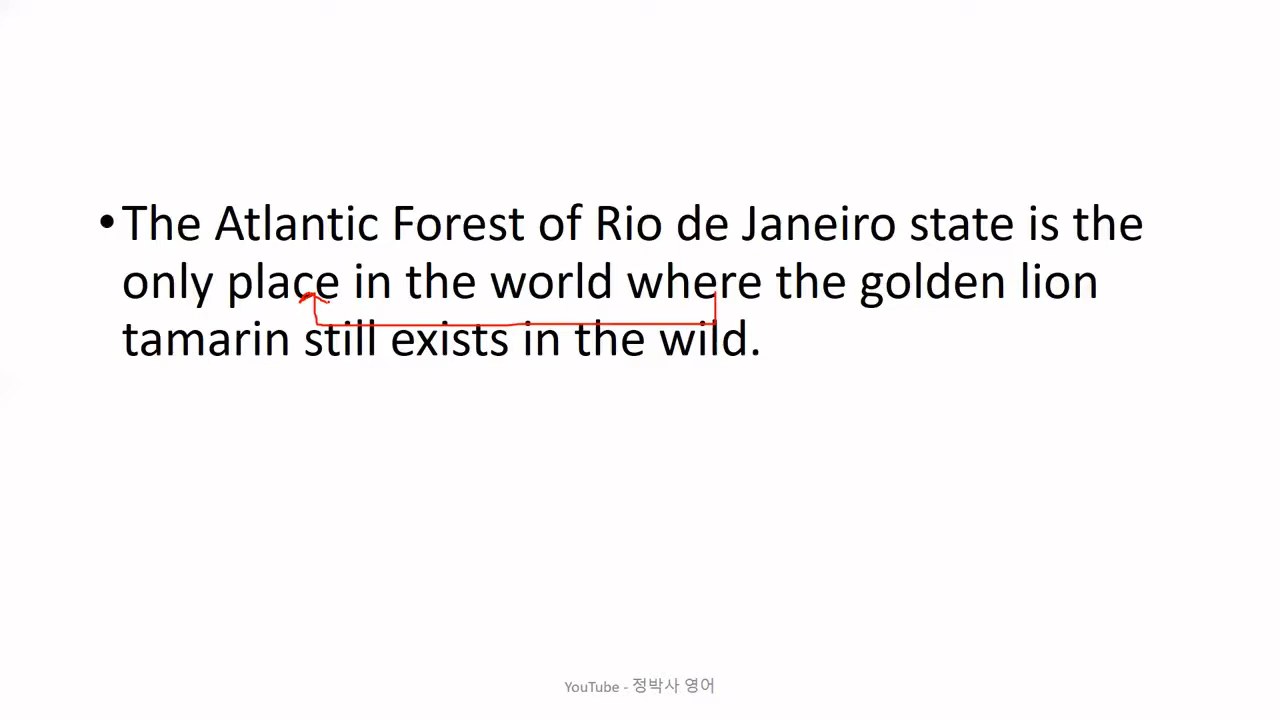 •The Atlantic Forest of Rio de Janeiro state is the
only place in the world where the golden lion
tamarin still exists in the wild.
YouTube - 정박사 영어